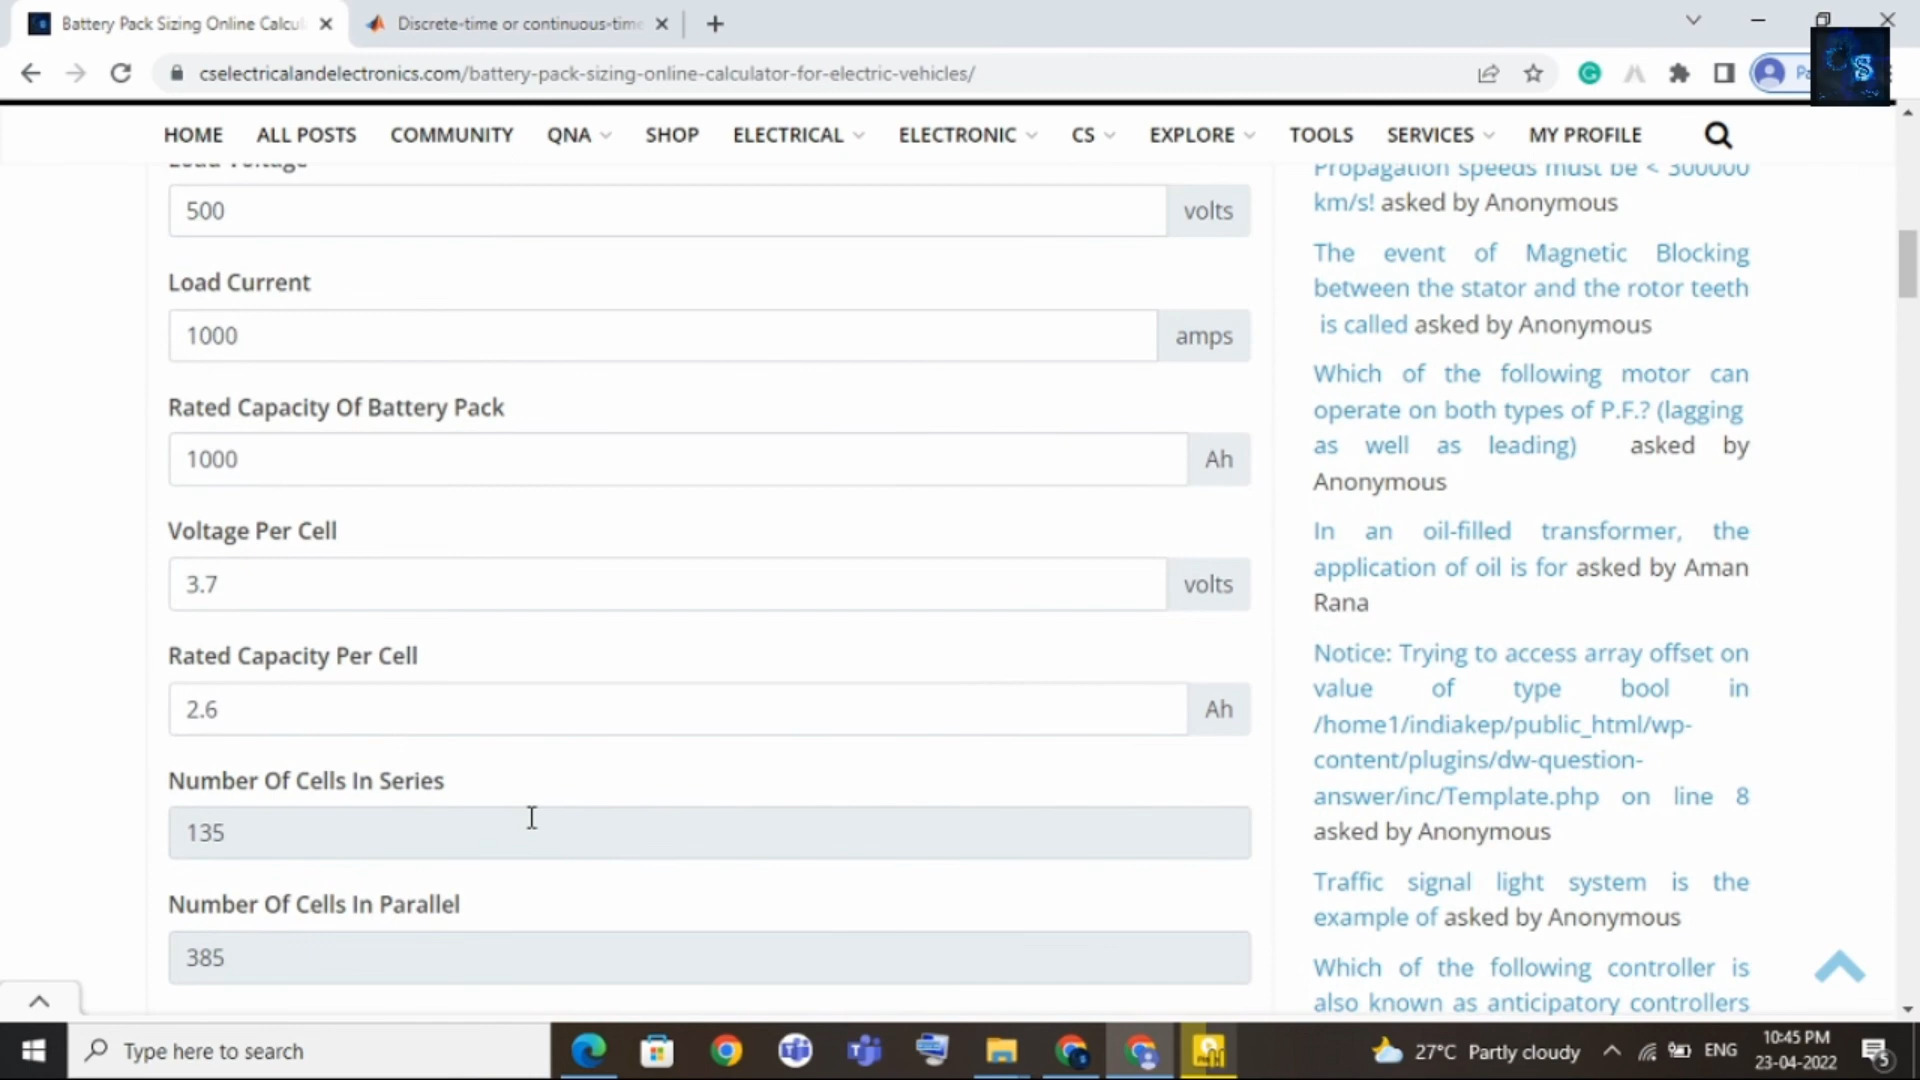 Battery Pack Sizing Online Calcu
Discrete-time or continuous-time
cselectricalandelectronics.com/battery-pack-sizing-online-calculator-for-electric-vehicles/
HOME ALL POSTS COMMUNITY QNA SHOP ELECTRICAL ELECTRONIC CS EXPLORE TOOLS SERVICES MY PROFILE
Load Voltage
500 volts
Load Current
1000 amps
Rated Capacity Of Battery Pack
1000 Ah
Voltage Per Cell
3.7 volts
Rated Capacity Per Cell
2.6 Ah
Number Of Cells In Series
135
Number Of Cells In Parallel
385
Propagation speeds must be < 300000
km/s! asked by Anonymous
The event of Magnetic Blocking
between the stator and the rotor teeth
is called asked by Anonymous
Which of the following motor can
operate on both types of P.F.? (lagging
as well as leading) asked by
Anonymous
In an oil-filled transformer, the
application of oil is for asked by Aman
Rana
Notice: Trying to access array offset on
value of type bool in
/home1/indiakep/public_html/wp-
content/plugins/dw-question-
answer/inc/Template.php on line 8
asked by Anonymous
Traffic signal light system is the
example of asked by Anonymous
Which of the following controller is
also known as anticipatory controllers
Type here to search
27°C Partly cloudy
ENG
10:45 PM
23-04-2022
5